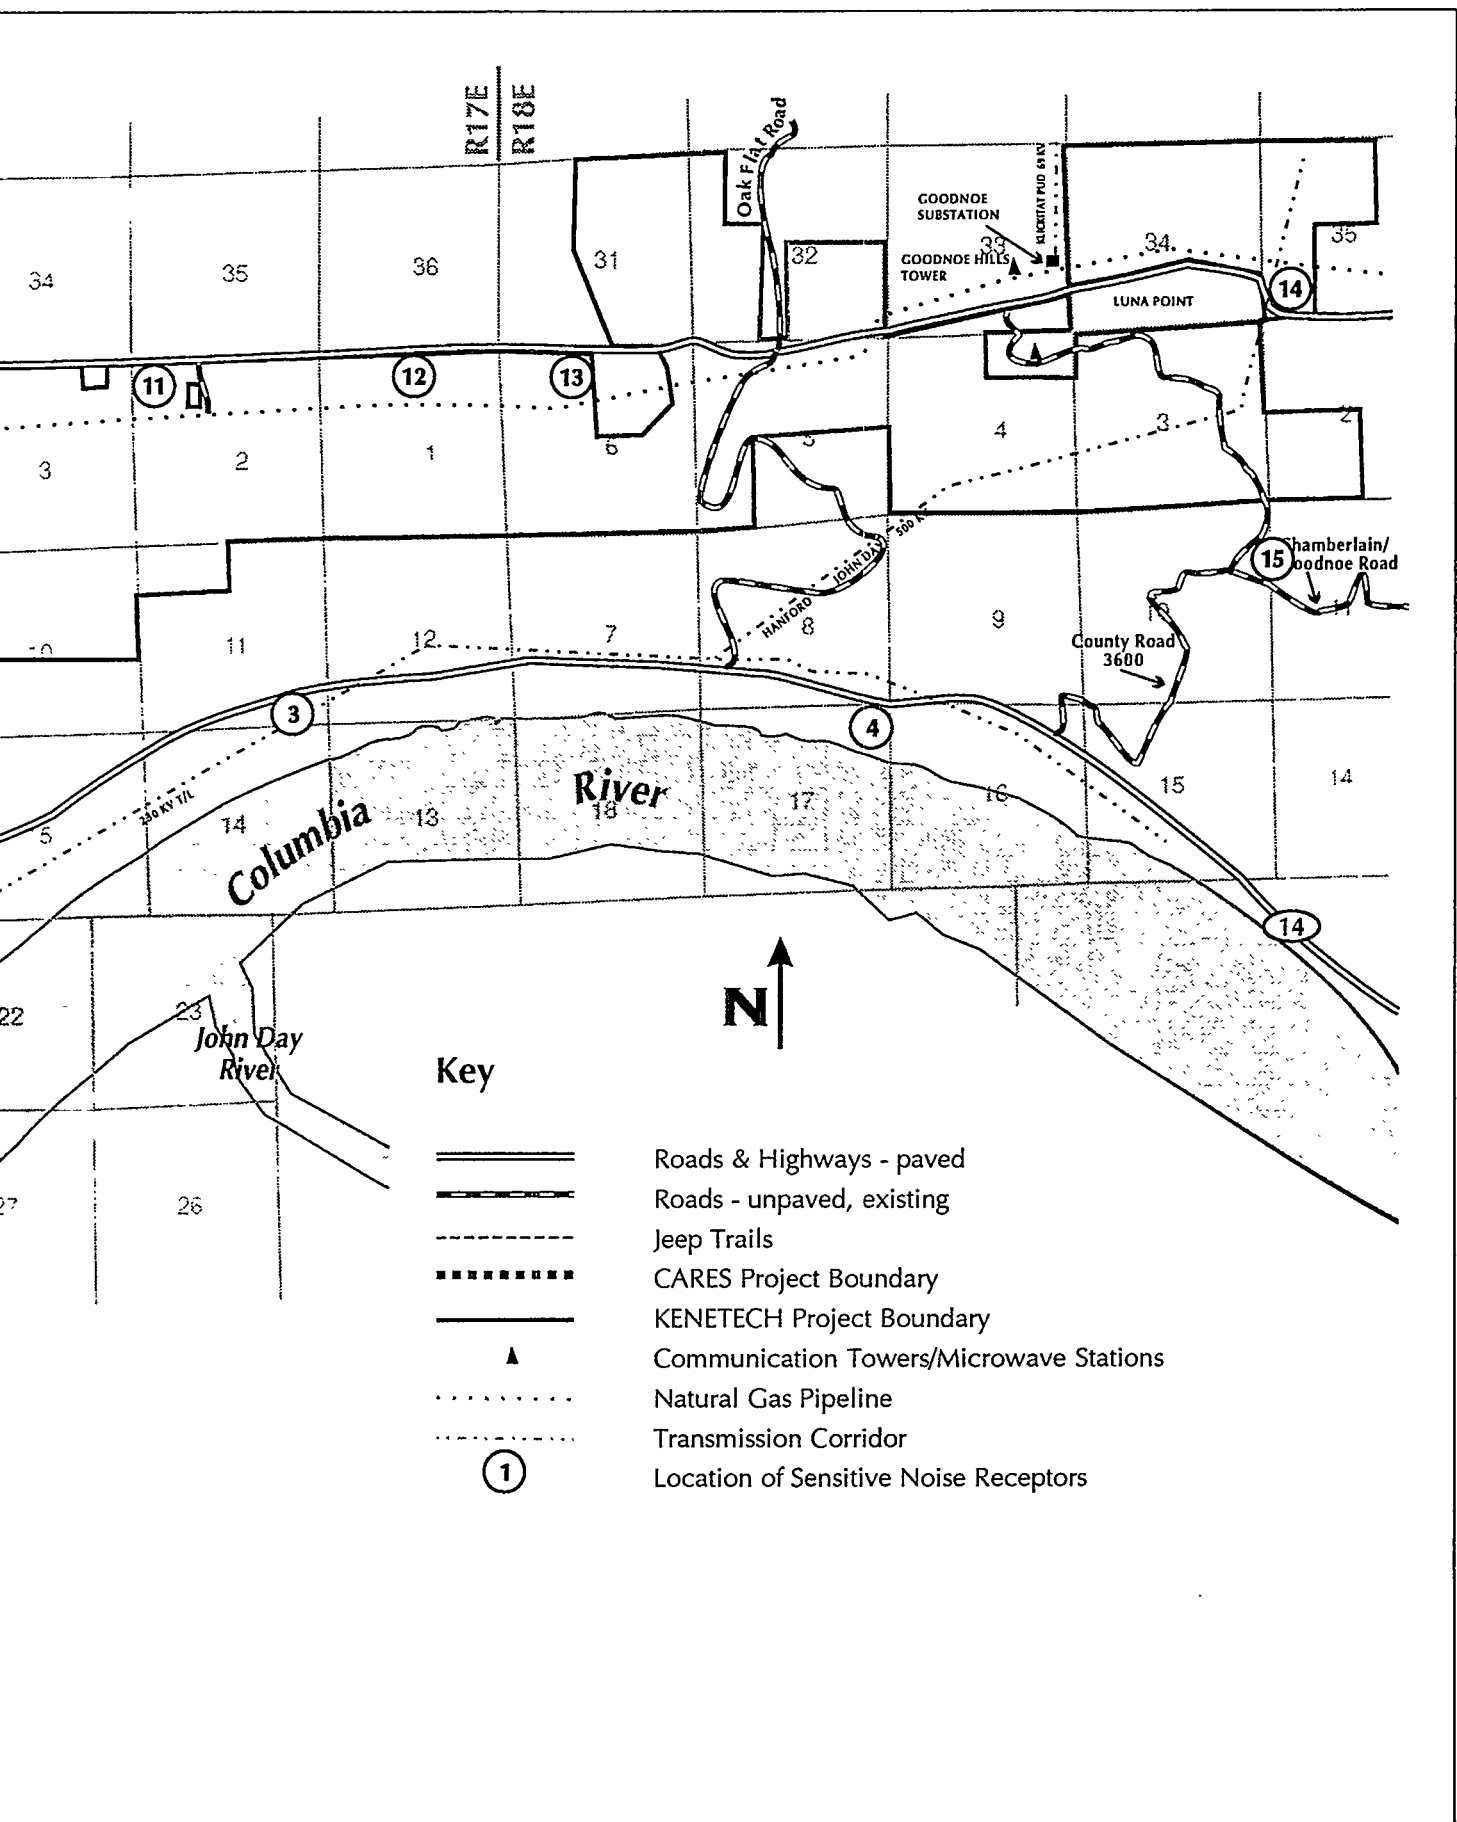 R17E
R18E
Oak Flat Road
GOODNOE
SUBSTATION
KLICKITAT PUD 69 KV
GOODNOE HILLS
TOWER
34
35
36
31
32
33
34
35
LUNA POINT
14
11
12
13
3
2
1
6
5
4
3
2
500 KV
JOHN DAY
HANFORD
15
Chamberlain/
Goodnoe Road
10
11
12
7
8
9
10
11
County Road
3600
3
4
230 KV T/L
5
14
13
18
17
16
15
14
Columbia
River
14
22
23
John Day
River
N
27
26
Key
Roads & Highways - paved
Roads - unpaved, existing
Jeep Trails
CARES Project Boundary
KENETECH Project Boundary
Communication Towers/Microwave Stations
Natural Gas Pipeline
Transmission Corridor
1
Location of Sensitive Noise Receptors